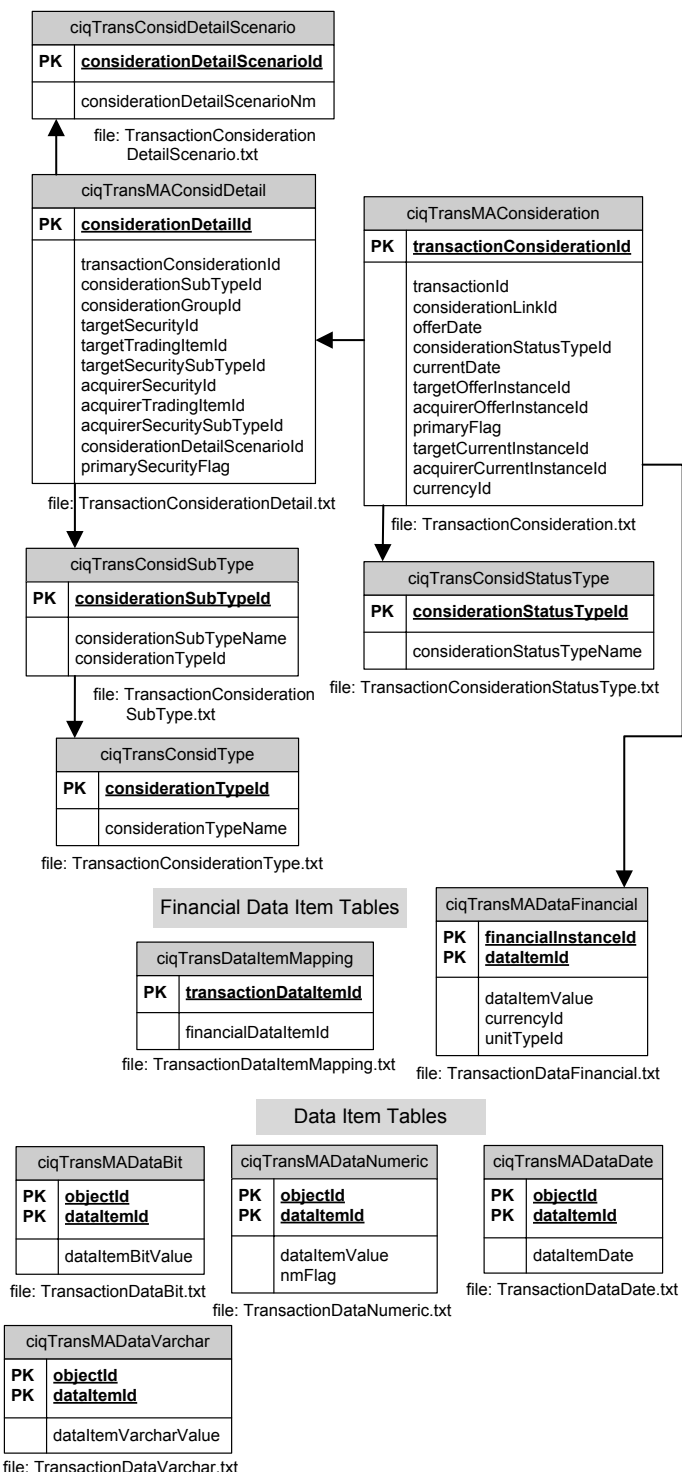 ciqTransConsidDetailScenario
PK considerationDetailScenarioId
considerationDetailScenarioNm
file: TransactionConsideration
DetailScenario.txt
ciqTransMAConsidDetail
PK considerationDetailId
transactionConsiderationId
considerationSubTypeId
considerationGroupId
targetSecurityId
targetTradingItemId
targetSecuritySubTypeId
acquirerSecurityId
acquirerTradingItemId
acquirerSecuritySubTypeId
considerationDetailScenarioId
primarySecurityFlag
file: TransactionConsiderationDetail.txt
ciqTransMAConsideration
PK transactionConsiderationId
transactionId
considerationLinkId
offerDate
considerationStatusTypeId
currentDate
targetOfferInstanceId
acquirerOfferInstanceId
primaryFlag
targetCurrentInstanceId
acquirerCurrentInstanceId
currencyId
file: TransactionConsideration.txt
ciqTransConsidSubType
PK considerationSubTypeId
considerationSubTypeName
considerationTypeId
file: TransactionConsideration
SubType.txt
ciqTransConsidStatusType
PK considerationStatusTypeId
considerationStatusTypeName
file: TransactionConsiderationStatusType.txt
ciqTransConsidType
PK considerationTypeId
considerationTypeName
file: TransactionConsiderationType.txt
Financial Data Item Tables
ciqTransDataItemMapping
PK transactionDataItemId
financialDataItemId
file: TransactionDataItemMapping.txt
ciqTransMADataFinancial
PK financialInstanceId
PK dataItemId
dataItemValue
currencyId
unitTypeId
file: TransactionDataFinancial.txt
Data Item Tables
ciqTransMADataBit
PK objectId
PK dataItemId
dataItemBitValue
file: TransactionDataBit.txt
ciqTransMADataNumeric
PK objectId
PK dataItemId
dataItemValue
nmFlag
file: TransactionDataNumeric.txt
ciqTransMADataDate
PK objectId
PK dataItemId
dataItemDate
file: TransactionDataDate.txt
ciqTransMADataVarchar
PK objectId
PK dataItemId
dataItemVarcharValue
file: TransactionDataVarchar.txt